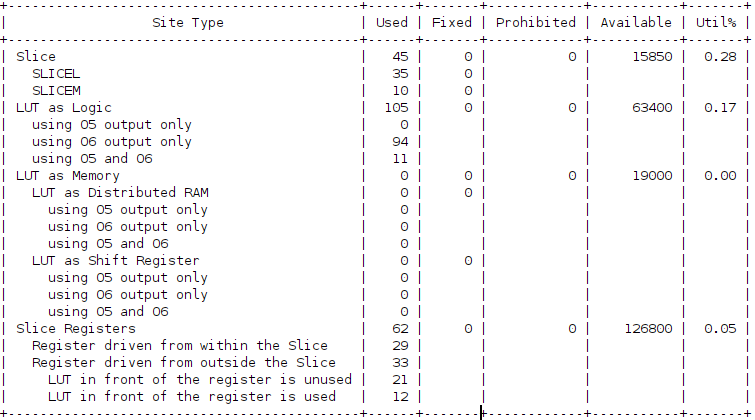 +--------------------------------------------+------+-------+------------+-----------+-------+
| Site Type | Used | Fixed | Prohibited | Available | Util% |
+--------------------------------------------+------+-------+------------+-----------+-------+
| Slice | 45 | 0 | 0 | 15850 | 0.28 |
| SLICEL | 35 | 0 | | | |
| SLICEM | 10 | 0 | | | |
| LUT as Logic | 105 | 0 | 0 | 63400 | 0.17 |
| using O5 output only | 0 | | | | |
| using O6 output only | 94 | | | | |
| using O5 and O6 | 11 | | | | |
| LUT as Memory | 0 | 0 | 0 | 19000 | 0.00 |
| LUT as Distributed RAM | 0 | 0 | | | |
| using O5 output only | 0 | | | | |
| using O6 output only | 0 | | | | |
| using O5 and O6 | 0 | | | | |
| LUT as Shift Register | 0 | 0 | | | |
| using O5 output only | 0 | | | | |
| using O6 output only | 0 | | | | |
| using O5 and O6 | 0 | | | | |
| Slice Registers | 62 | 0 | 0 | 126800 | 0.05 |
| Register driven from within the Slice | 29 | | | | |
| Register driven from outside the Slice | 33 | | | | |
| LUT in front of the register is unused | 21 | | | | |
| LUT in front of the register is used | 12 | | | | |
+--------------------------------------------+------+-------+------------+-----------+-------+